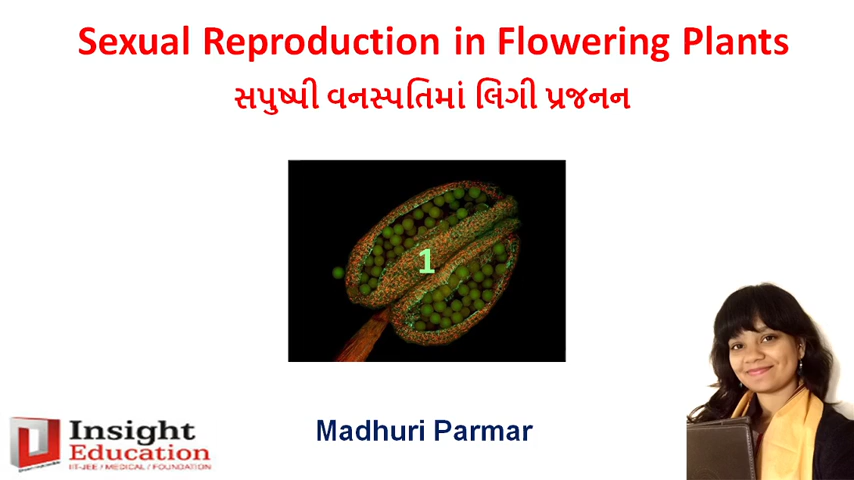 Sexual Reproduction in Flowering Plants
સપુષ્પી વનસ્પતિમાં લિંગી પ્રજનન
1
Madhuri Parmar
Insight
Education
IIT-JEE / MEDICAL / FOUNDATION